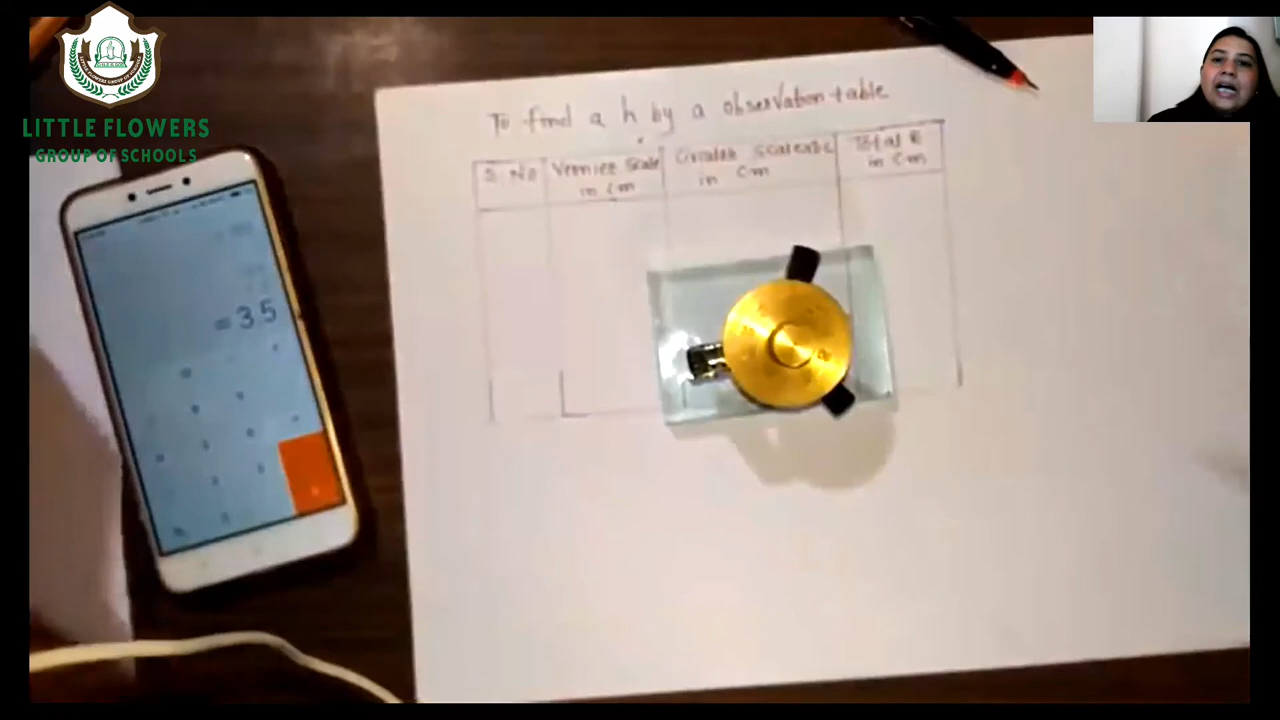 LITTLE FLOWERS
GROUP OF SCHOOLS
To find a h by a observation table
S. No
Vernier Scale in cm
Circular Scale in cm
Total in cm
=35